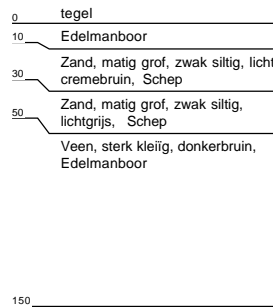 0 tegel
10 Edelmanboor
Zand, matig grof, zwak siltig, licht
30 cremebruin, Schep
Zand, matig grof, zwak siltig,
50 lichtgrijs, Schep
Veen, sterk kleiïg, donkerbruin,
Edelmanboor
150